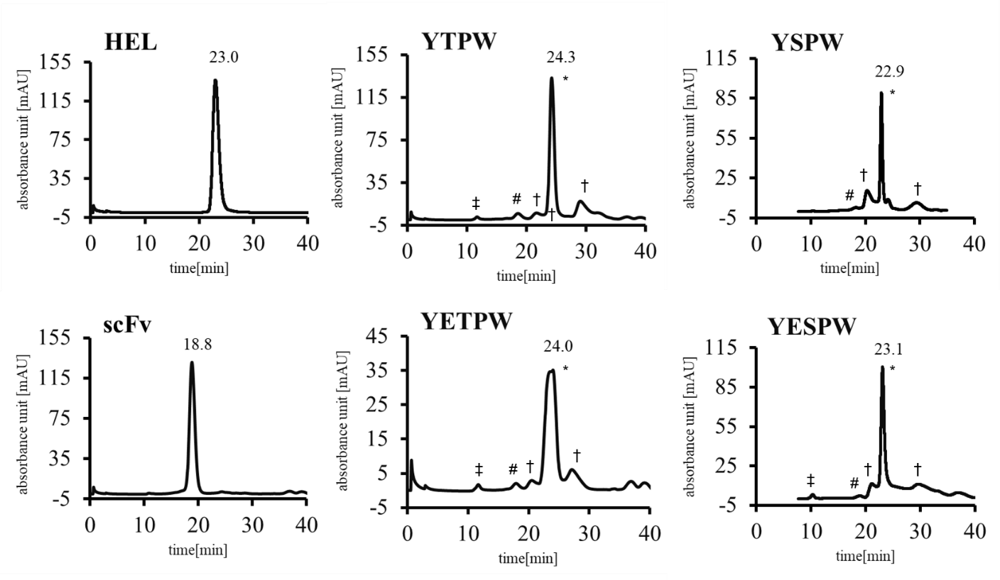 HEL
23.0
absorbance unit [mAU]
155
115
75
35
-5
0 10 20 30 40
time[min]
YTPW
24.3
*
absorbance unit [mAU]
155
115
75
35
-5
‡ # † † †
0 10 20 30 40
time[min]
YSPW
22.9
*
absorbance unit [mAU]
115
85
55
25
-5
# † †
0 10 20 30 40
time[min]
scFv
18.8
absorbance unit [mAU]
155
115
75
35
-5
0 10 20 30 40
time[min]
YETPW
24.0
*
absorbance unit [mAU]
45
35
25
15
5
-5
‡ # † †
0 10 20 30 40
time[min]
YESPW
23.1
*
absorbance unit [mAU]
115
85
55
25
-5
‡ # † †
0 10 20 30 40
time[min]